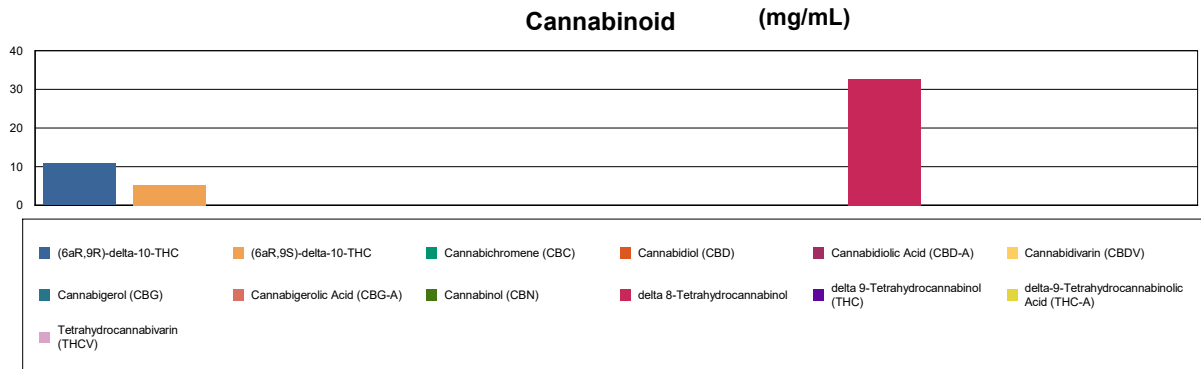 Cannabinoid (mg/mL)
40
30
20
10
0
(6aR,9R)-delta-10-THC
(6aR,9S)-delta-10-THC
Cannabichromene (CBC)
Cannabidiol (CBD)
Cannabidiolic Acid (CBD-A)
Cannabidivarin (CBDV)
Cannabigerol (CBG)
Cannabigerolic Acid (CBG-A)
Cannabinol (CBN)
delta 8-Tetrahydrocannabinol
delta 9-Tetrahydrocannabinol
(THC)
delta-9-Tetrahydrocannabinolic
Acid (THC-A)
Tetrahydrocannabivarin
(THCV)